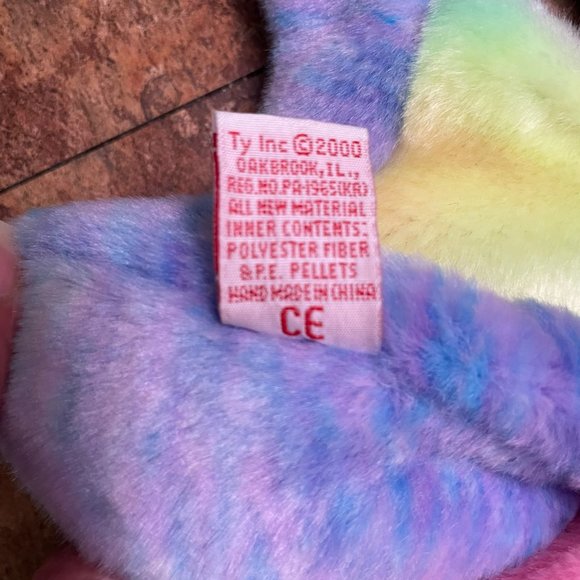 Ty Inc ©2000
OAKBROOK, IL.,
REG.NO.PA-1965(KR)
ALL NEW MATERIAL
INNER CONTENTS:
POLYESTER FIBER
& P.E. PELLETS
HAND MADE IN CHINA
CE